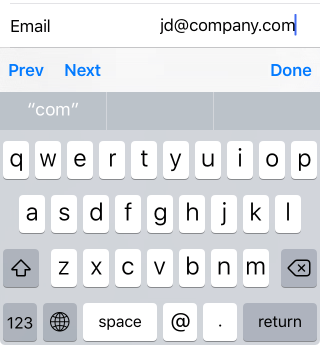 Email jd@company.com
Prev Next Done
“com”
q w e r t y u i o p
a s d f g h j k l
z x c v b n m
123 space @ . return